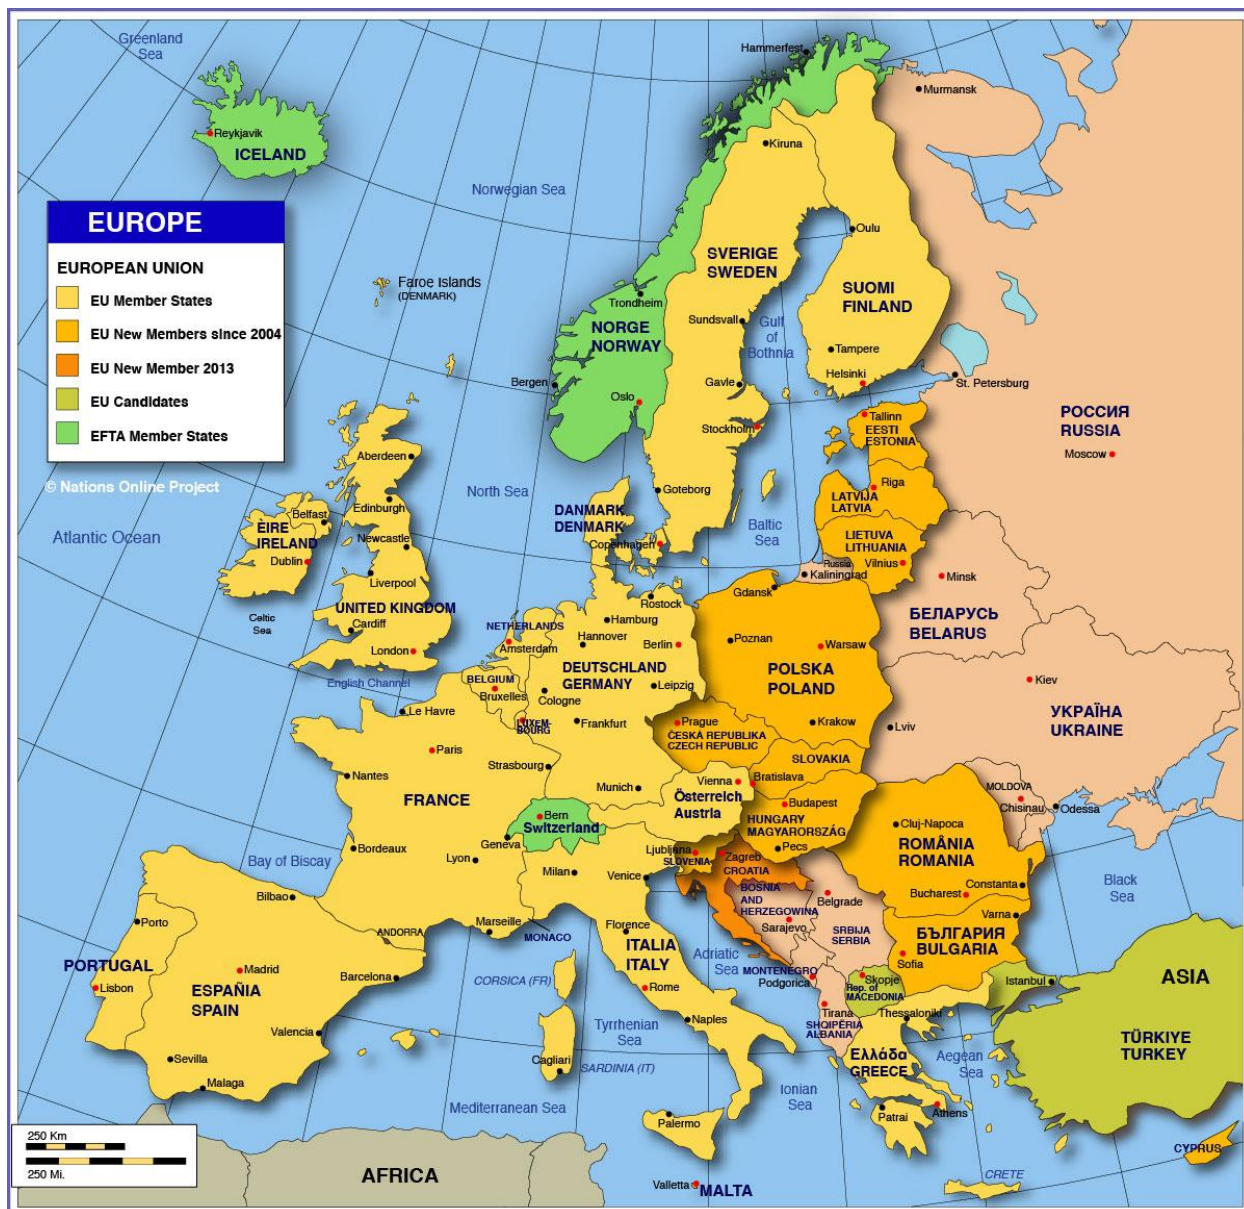 Greenland
Sea
Hammerfest
Murmansk
Reykjavik
ICELAND
Kiruna
Norwegian Sea
EUROPE
EUROPEAN UNION
EU Member States
EU New Members since 2004
EU New Member 2013
EU Candidates
EFTA Member States
© Nations Online Project
Oulu
SVERIGE
SWEDEN
SUOMI
FINLAND
Faroe Islands
(DENMARK)
Trondheim
Sundsvall
Gulf
of
Bothnia
NORGE
NORWAY
Tampere
Helsinki
St. Petersburg
Bergen
Gavle
Oslo
Stockholm
Tallinn
EESTI
ESTONIA
РОССИЯ
RUSSIA
Moscow
Aberdeen
North Sea
Goteborg
Riga
LATVIJA
LATVIA
Edinburgh
DANMARK
DENMARK
Copenhagen
Baltic
Sea
LIETUVA
LITHUANIA
Vilnius
Atlantic Ocean
Belfast
ÈIRE
IRELAND
Dublin
Newcastle
Liverpool
Russia
Kaliningrad
Minsk
Gdansk
БЕЛАРУСЬ
BELARUS
UNITED KINGDOM
Cardiff
London
Celtic
Sea
Rostock
Hamburg
NETHERLANDS
Amsterdam
Hannover
Berlin
Poznan
Warsaw
English Channel
BELGIUM
Bruxelles
DEUTSCHLAND
GERMANY
Cologne
Leipzig
POLSKA
POLAND
Kiev
Le Havre
LUXEM-
BOURG
Frankfurt
Prague
ČESKÁ REPUBLIKA
CZECH REPUBLIC
Krakow
Lviv
УКРАЇНА
UKRAINE
Paris
Strasbourg
SLOVAKIA
Nantes
Munich
Vienna
Bratislava
Österreich
Austria
MOLDOVA
Chisinau
Odessa
FRANCE
Bern
Switzerland
Geneva
Budapest
HUNGARY
MAGYARORSZÁG
Pecs
Cluj-Napoca
ROMÂNIA
ROMANIA
Bucharest
Constanta
Bay of Biscay
Bordeaux
Lyon
Milan
Venice
Ljubljana
SLOVENIA
Zagreb
CROATIA
BOSNIA
AND
HERZEGOWINA
Sarajevo
Belgrade
SRBIJA
SERBIA
Black
Sea
Bilbao
Porto
Marseille
MONACO
ANDORRA
Florence
Varna
БЪЛГАРИЯ
BULGARIA
Sofia
PORTUGAL
Lisbon
Madrid
Barcelona
CORSICA (FR)
ITALIA
ITALY
Rome
Adriatic
Sea
MONTENEGRO
Podgorica
Skopje
Rep. of
MACEDONIA
Istanbul
ASIA
ESPAÑIA
SPAIN
Valencia
Tyrrhenian
Sea
Naples
Tirana
SHQIPËRIA
ALBANIA
Thessaloniki
TÜRKIYE
TURKEY
Sevilla
Malaga
Cagliari
SARDINIA (IT)
Ελλάδα
GREECE
Aegean
Sea
Mediterranean Sea
Palermo
Ionian
Sea
Patrai
Athens
250 Km
250 Mi.
AFRICA
Valletta
MALTA
CRETE
CYPRUS